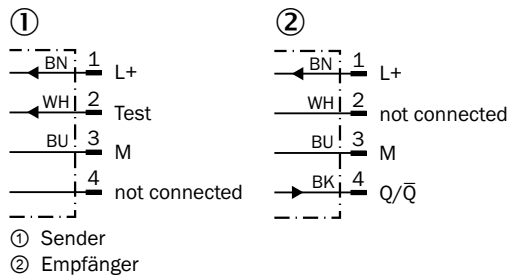 ① ②
BN 1 L+
WH 2 Test
BU 3 M
4 not connected
BN 1 L+
WH 2 not connected
BU 3 M
BK 4 Q/Q̅
① Sender
② Empfänger